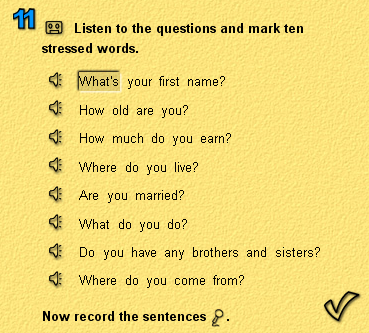 11 Listen to the questions and mark ten
stressed words.
What's your first name?
How old are you?
How much do you earn?
Where do you live?
Are you married?
What do you do?
Do you have any brothers and sisters?
Where do you come from?
Now record the sentences .